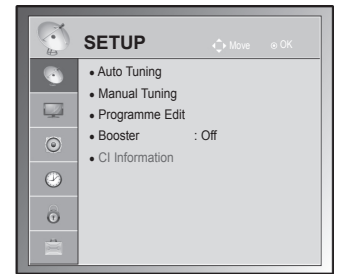 SETUP
Move
OK
• Auto Tuning
• Manual Tuning
• Programme Edit
• Booster : Off
• CI Information